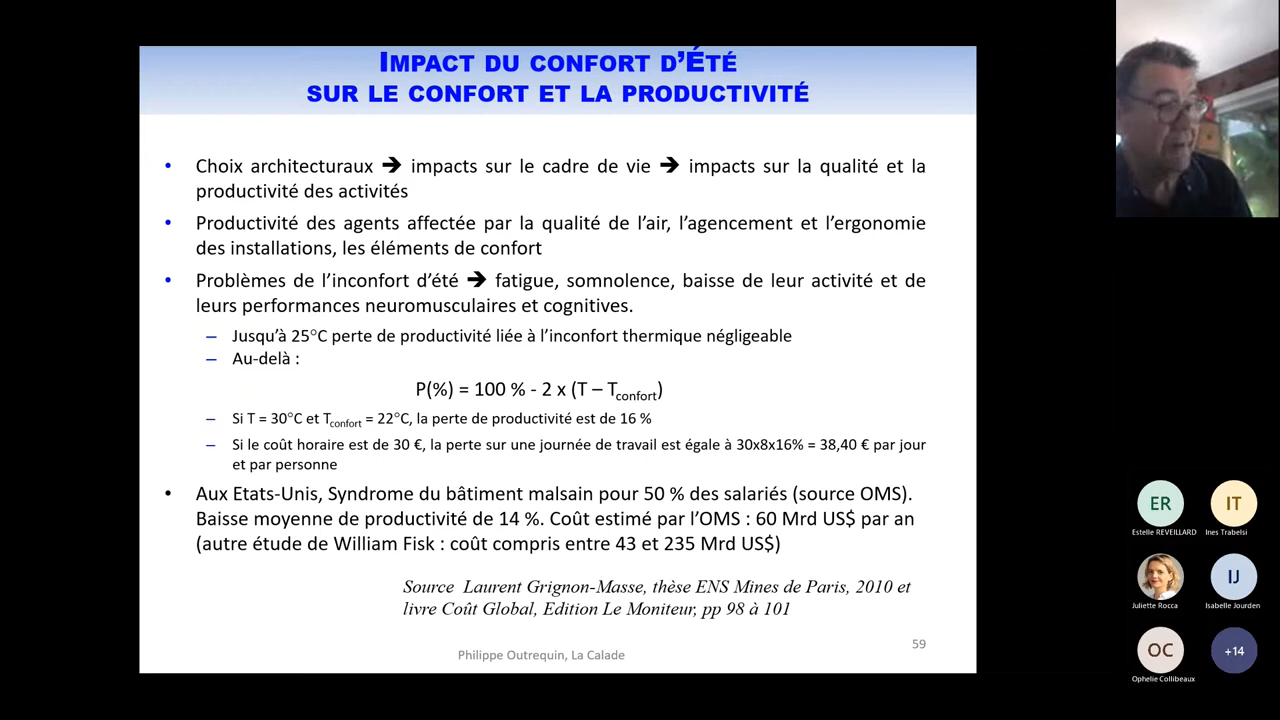 IMPACT DU CONFORT D'ÉTÉ
SUR LE CONFORT ET LA PRODUCTIVITÉ
• Choix architecturaux ➔ impacts sur le cadre de vie ➔ impacts sur la qualité et la
productivité des activités
• Productivité des agents affectée par la qualité de l'air, l'agencement et l'ergonomie
des installations, les éléments de confort
• Problèmes de l'inconfort d'été ➔ fatigue, somnolence, baisse de leur activité et de
leurs performances neuromusculaires et cognitives.
– Jusqu'à 25°C perte de productivité liée à l'inconfort thermique négligeable
– Au-delà :
P(%) = 100 % - 2 x (T – Tconfort)
– Si T = 30°C et Tconfort = 22°C, la perte de productivité est de 16 %
– Si le coût horaire est de 30 €, la perte sur une journée de travail est égale à 30x8x16% = 38,40 € par jour
et par personne
• Aux Etats-Unis, Syndrome du bâtiment malsain pour 50 % des salariés (source OMS).
Baisse moyenne de productivité de 14 %. Coût estimé par l'OMS : 60 Mrd US$ par an
(autre étude de William Fisk : coût compris entre 43 et 235 Mrd US$)
Source Laurent Grignon-Masse, thèse ENS Mines de Paris, 2010 et
livre Coût Global, Edition Le Moniteur, pp 98 à 101
Philippe Outrequin, La Calade
59
ER
IT
Estelle REVEILLARD
Ines Trabelsi
IJ
Juliette Rocca
Isabelle Jourden
OC
+14
Ophelie Collibeaux